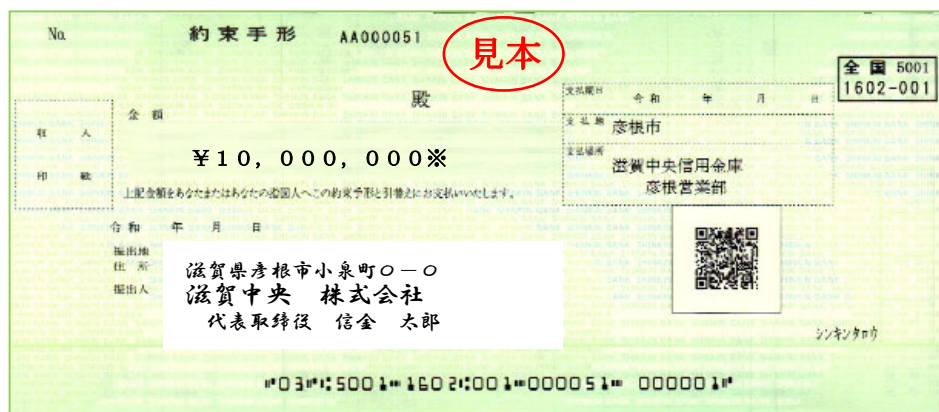 No.
約束手形 AA000051
見本
全国 5001
1602-001
殿
収入
印紙
金額
¥10,000,000※
上記金額をあなたまたはあなたの指図人へこの約束手形と引替えにお支払いいたします。
支払期日 令和 年 月 日
支払地 彦根市
支払場所
滋賀中央信用金庫
彦根営業部
令和 年 月 日
振出地
住所
振出人
滋賀県彦根市小泉町○-○
滋賀中央 株式会社
代表取締役 信金 太郎
シンキンタロウ
⑈03⑈⑆5001⑉1602⑆001⑉000051⑉ 000001⑈